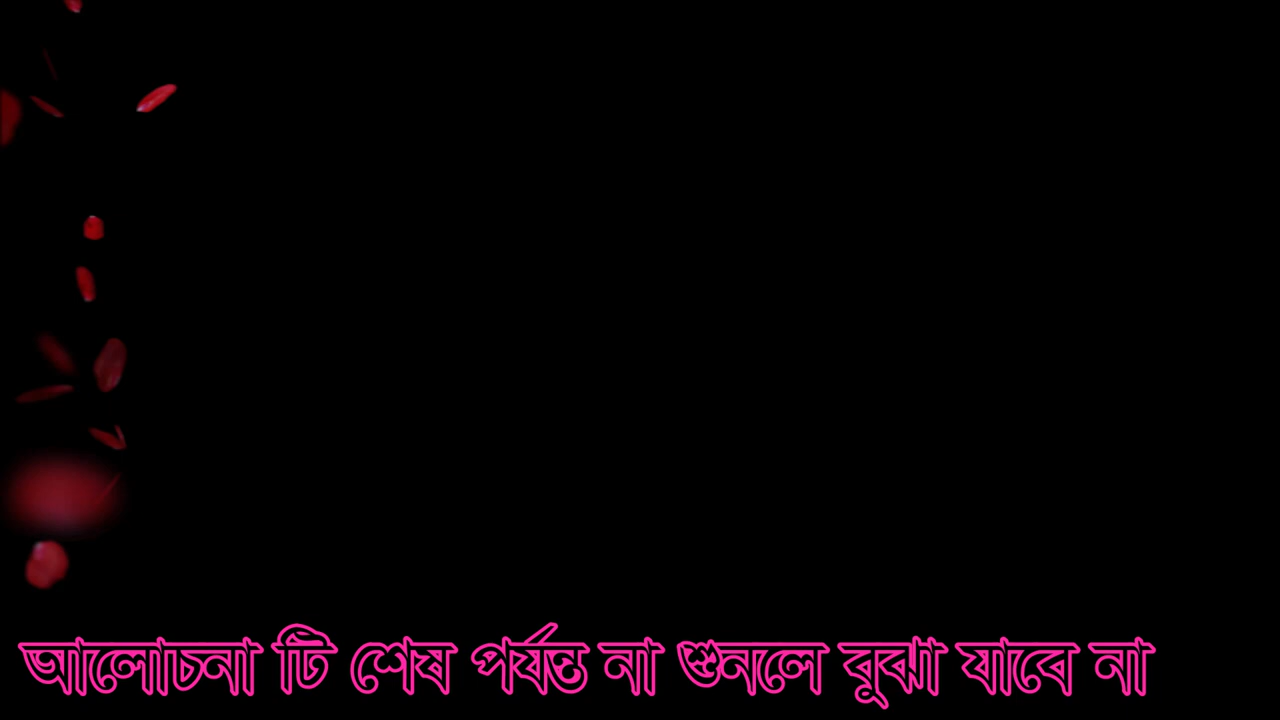 আলোচনা টি শেষ পর্যন্ত না শুনলে বুঝা যাবে না